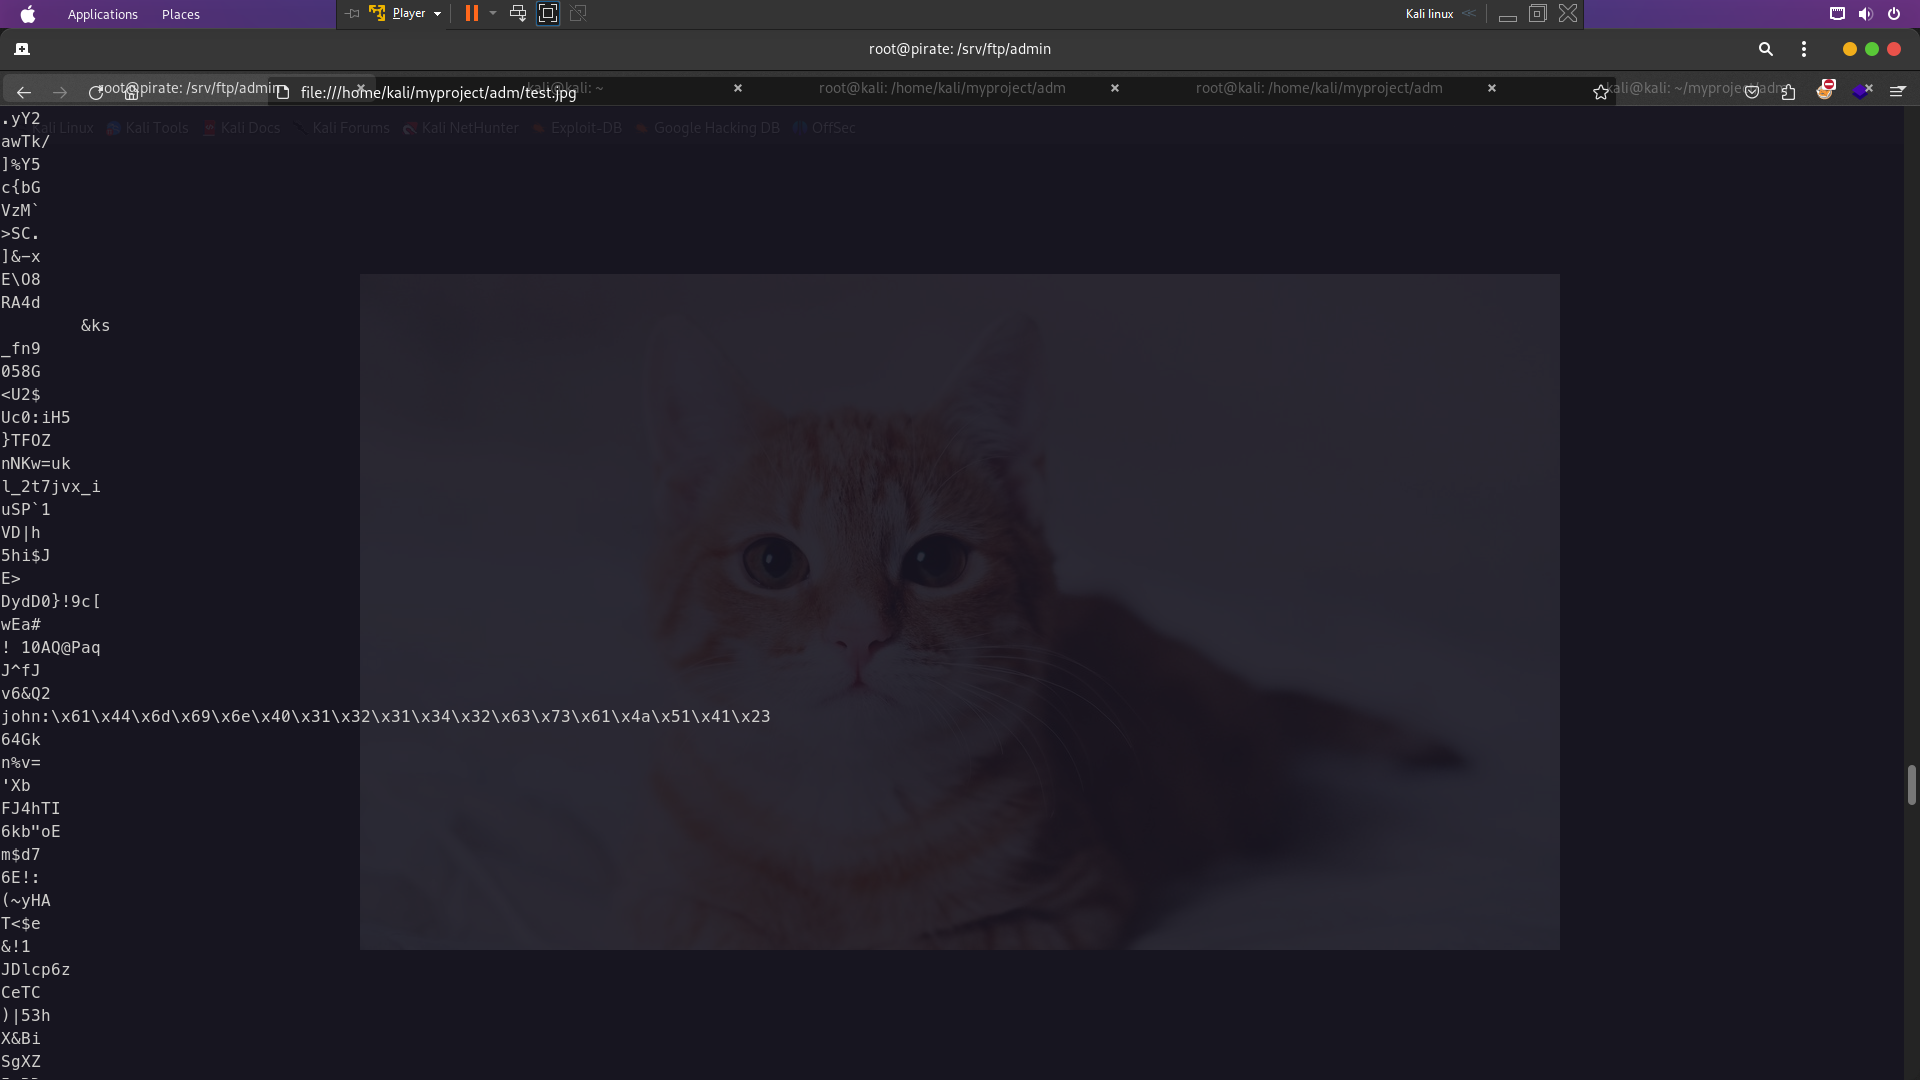 Applications Places Player Kali linux
root@pirate: /srv/ftp/admin
root@pirate: /srv/ftp/admin file:///home/kali/myproject/adm/test.jpg kali@kali: ~ root@kali: /home/kali/myproject/adm root@kali: /home/kali/myproject/adm kali@kali: ~/myproject/adm
Kali Linux Kali Tools Kali Docs Kali Forums Kali NetHunter Exploit-DB Google Hacking DB OffSec
.yY2
awTk/
]%Y5
c{bG
VzM`
>SC.
]&-x
E\O8
RA4d
&ks
_fn9
058G
<U2$
Uc0:iH5
}TFOZ
nNKw=uk
l_2t7jvx_i
uSP`1
VD|h
5hi$J
E>
DydD0}!9c[
wEa#
! 10AQ@Paq
J^fJ
v6&Q2
john:\x61\x44\x6d\x69\x6e\x40\x31\x32\x31\x34\x32\x63\x73\x61\x4a\x51\x41\x23
64Gk
n%v=
'Xb
FJ4hTI
6kb"oE
m$d7
6E!:
(~yHA
T<$e
&!1
JDlcp6z
CeTC
)|53h
X&Bi
SgXZ